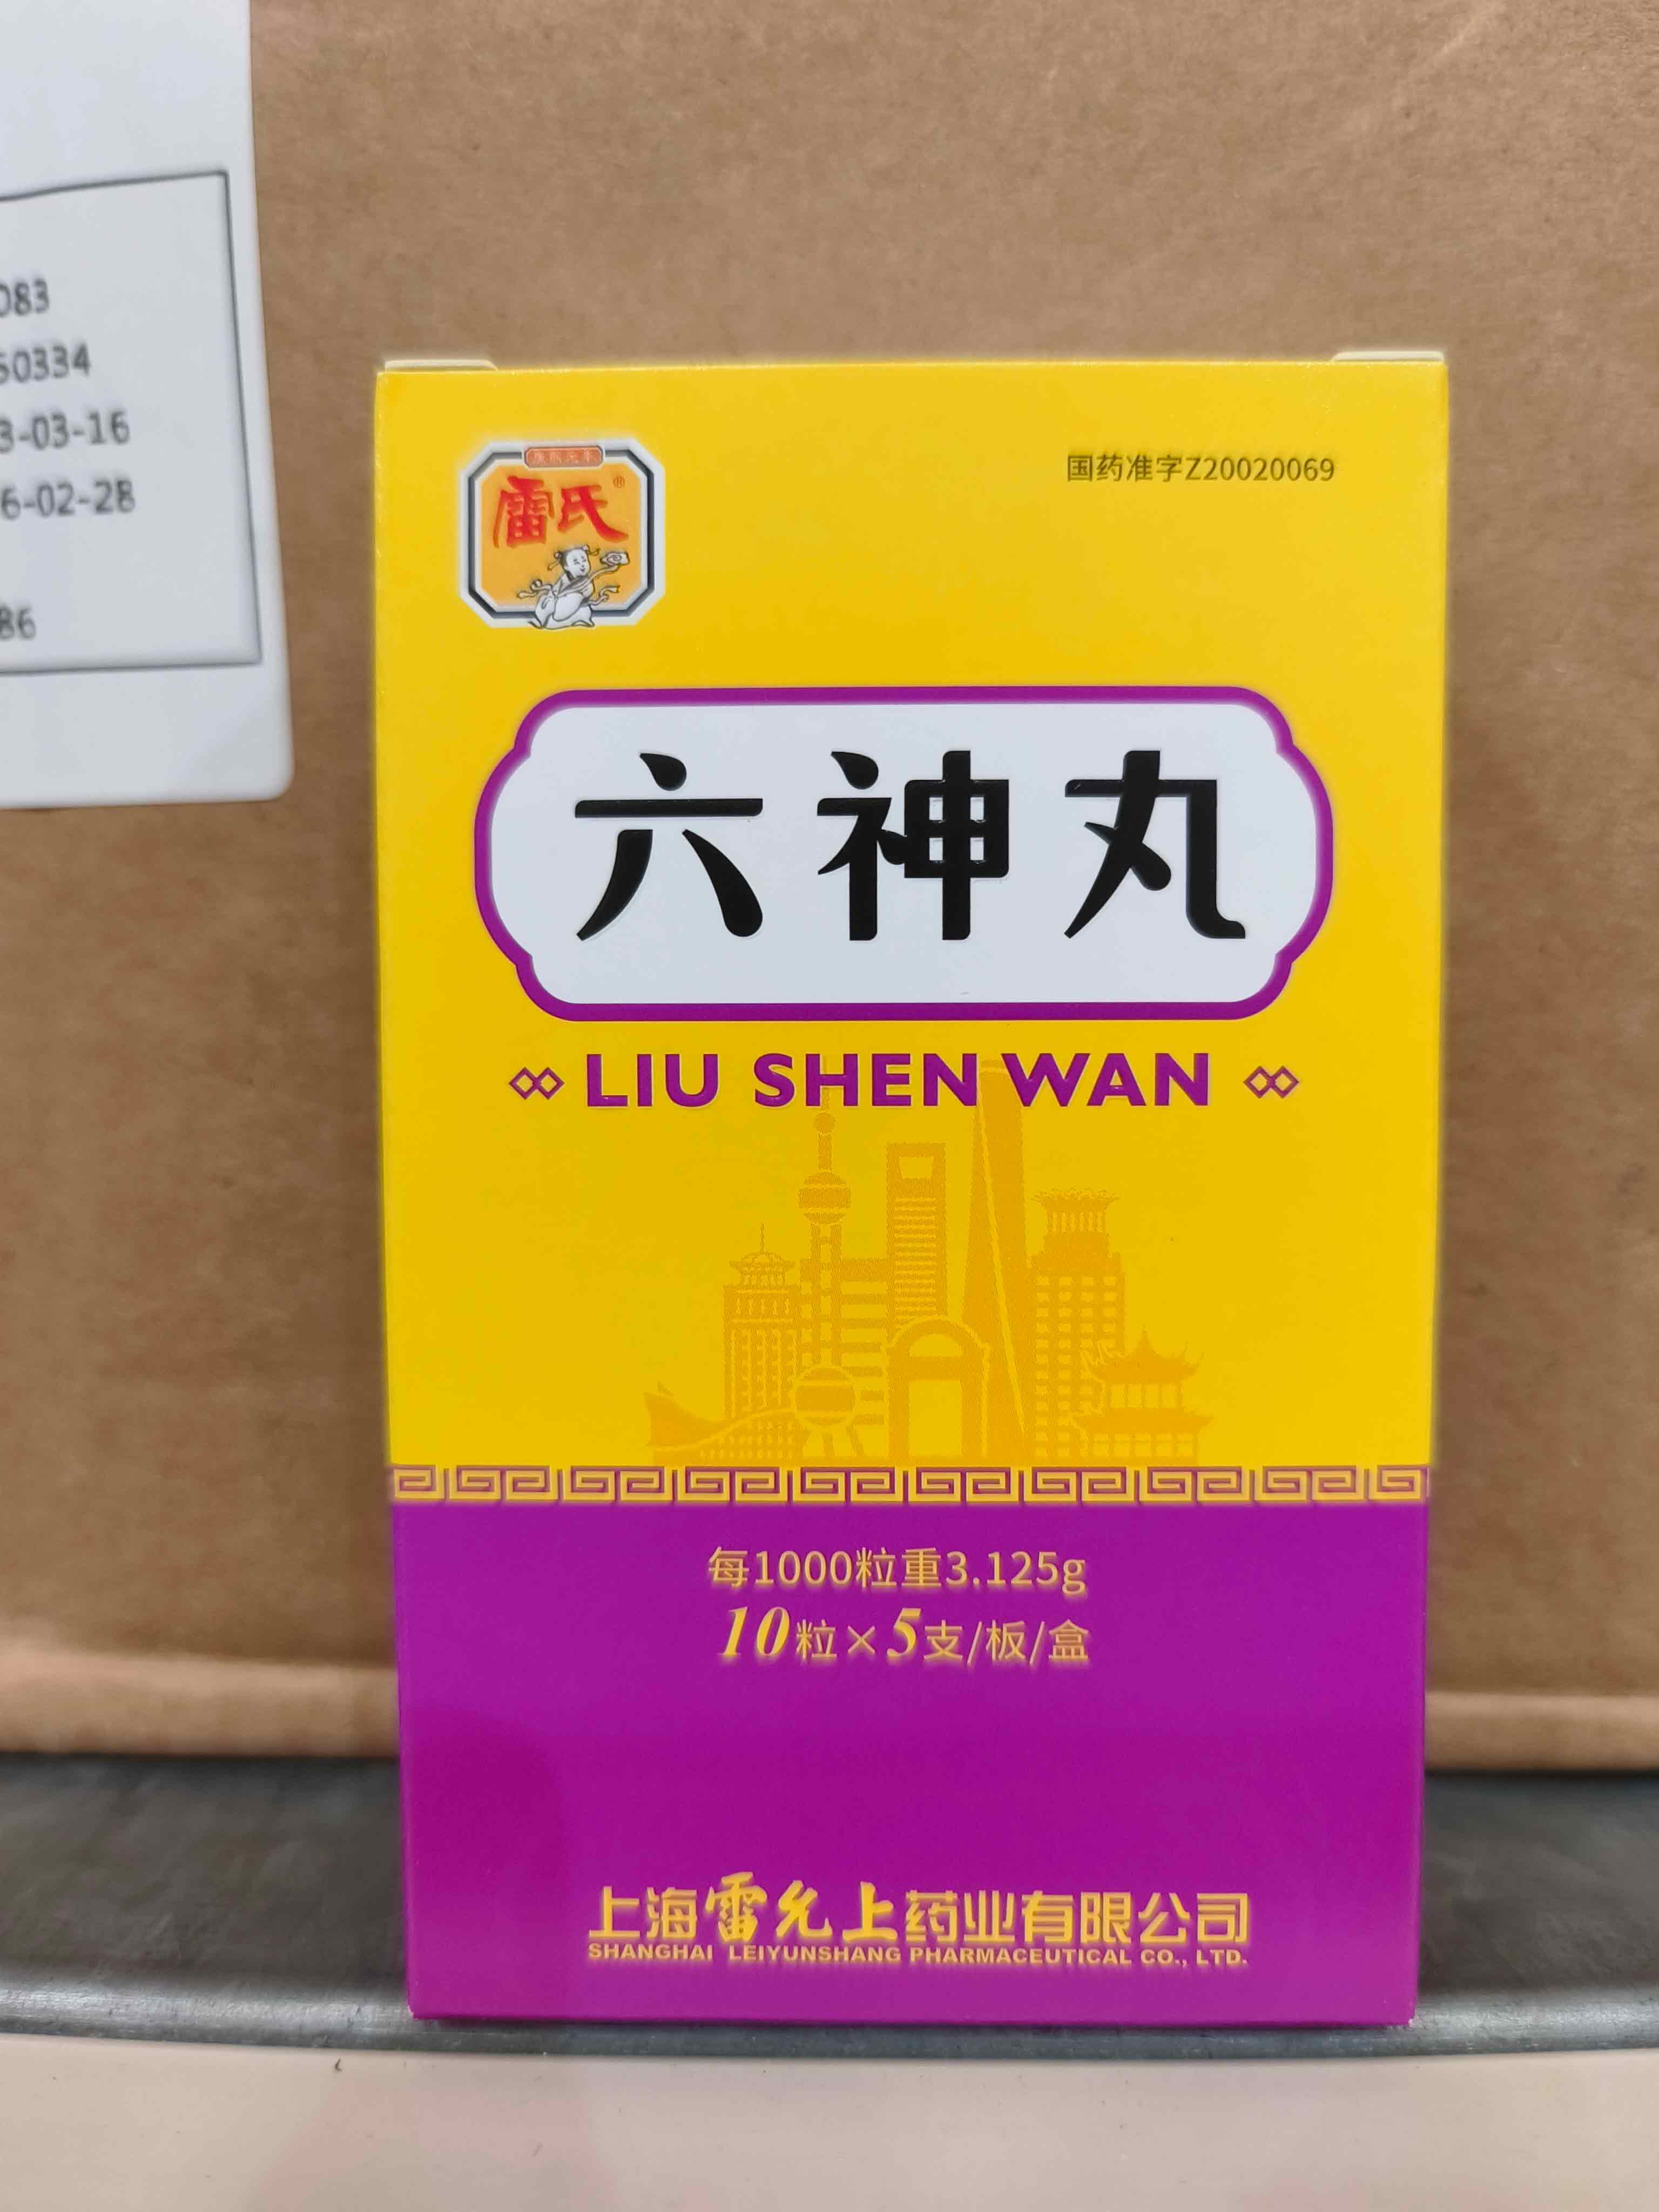 083
50334
3-03-16
6-02-28
86
雷氏®
国药准字Z20020069
六神丸
LIU SHEN WAN
每1000粒重3.125g
10粒×5支/板/盒
上海雷允上药业有限公司
SHANGHAI LEIYUNSHANG PHARMACEUTICAL CO., LTD.